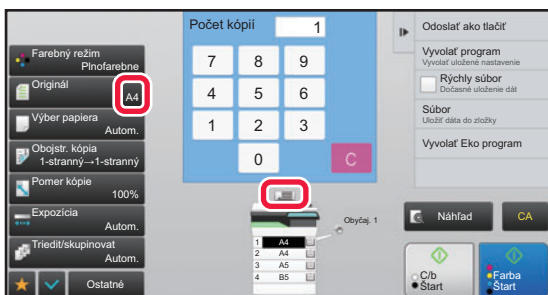 Počet kópií 1
Farebný režim
Plnofarebne
Originál
A4
Výber papiera
Autom.
Obojstr. kópia
1-stranný→1-stranný
Pomer kópie
100%
Expozícia
Autom.
Triediť/skupinovat
Autom.
Ostatné
7 8 9
4 5 6
1 2 3
0 C
Obyčaj. 1
1 A4
2 A4
3 A5
4 B5
Odoslať ako tlačiť
Vyvolať program
Vyvolať uložené nastavenie
Rýchly súbor
Dočasné uloženie dát
Súbor
Uložiť dáta do zložky
Vyvolať Eko program
Náhľad CA
C/b
Štart
Farba
Štart